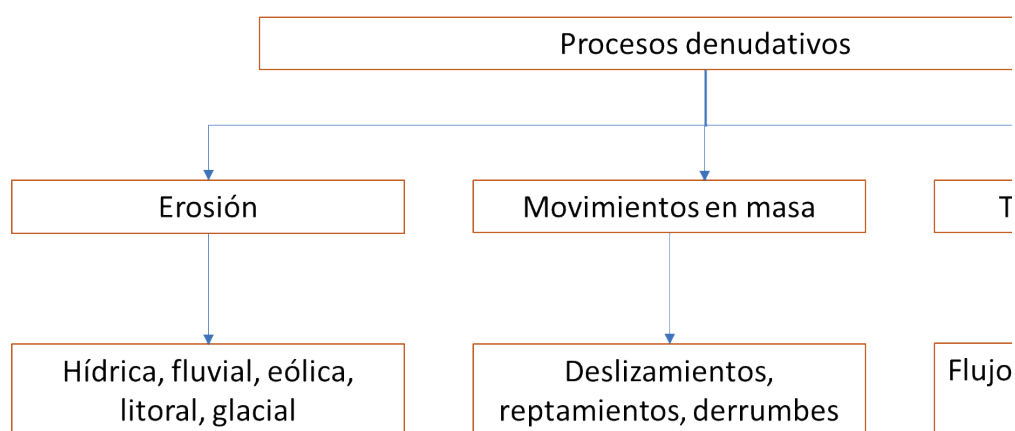 Procesos denudativos
Erosión
Movimientos en masa
T
Hídrica, fluvial, eólica,
litoral, glacial
Deslizamientos,
reptamientos, derrumbes
Flujo